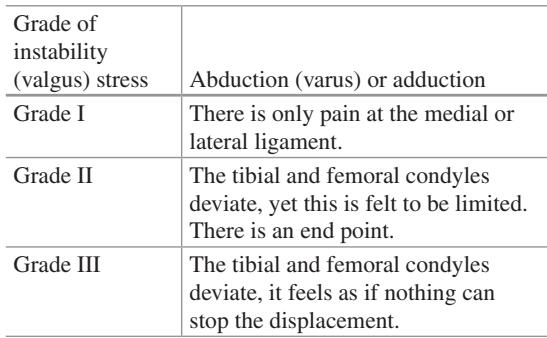 Grade of
instability
(valgus) stress Abduction (varus) or adduction
Grade I There is only pain at the medial or
lateral ligament.
Grade II The tibial and femoral condyles
deviate, yet this is felt to be limited.
There is an end point.
Grade III The tibial and femoral condyles
deviate, it feels as if nothing can
stop the displacement.